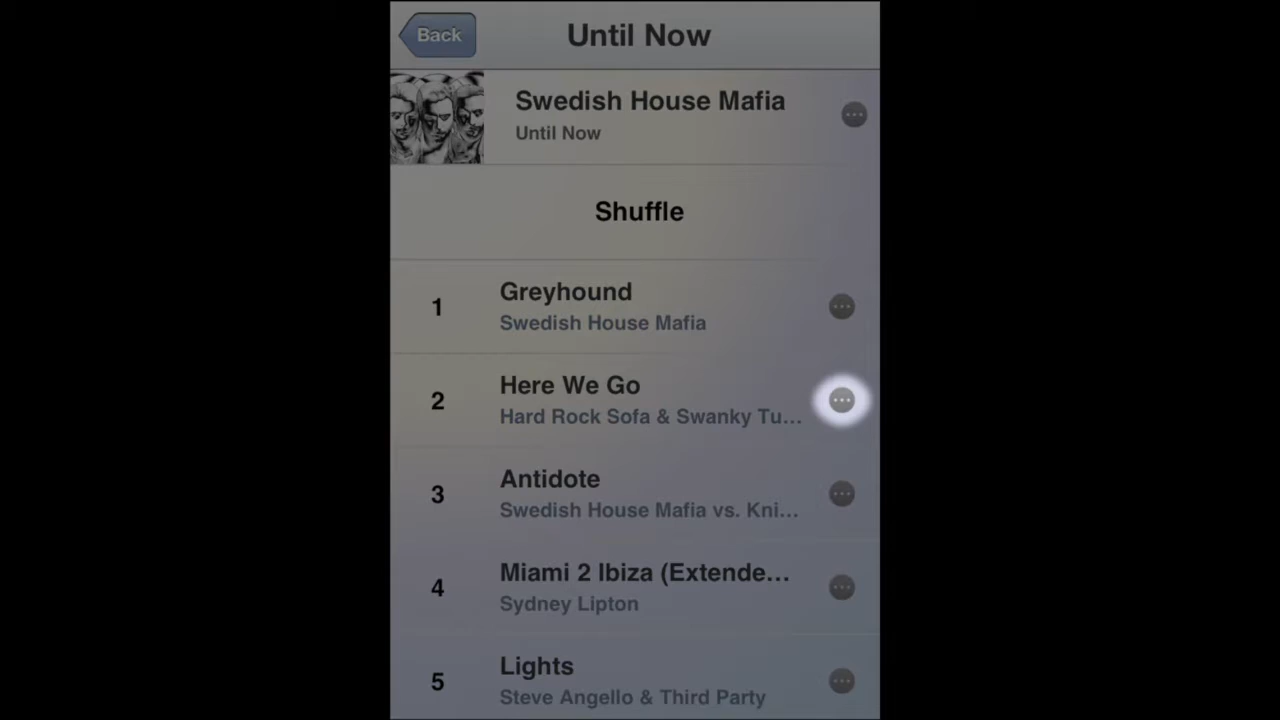 Back
Until Now
Swedish House Mafia
Until Now
Shuffle
1
Greyhound
Swedish House Mafia
2
Here We Go
Hard Rock Sofa & Swanky Tu...
3
Antidote
Swedish House Mafia vs. Kni...
4
Miami 2 Ibiza (Extende...
Sydney Lipton
5
Lights
Steve Angello & Third Party